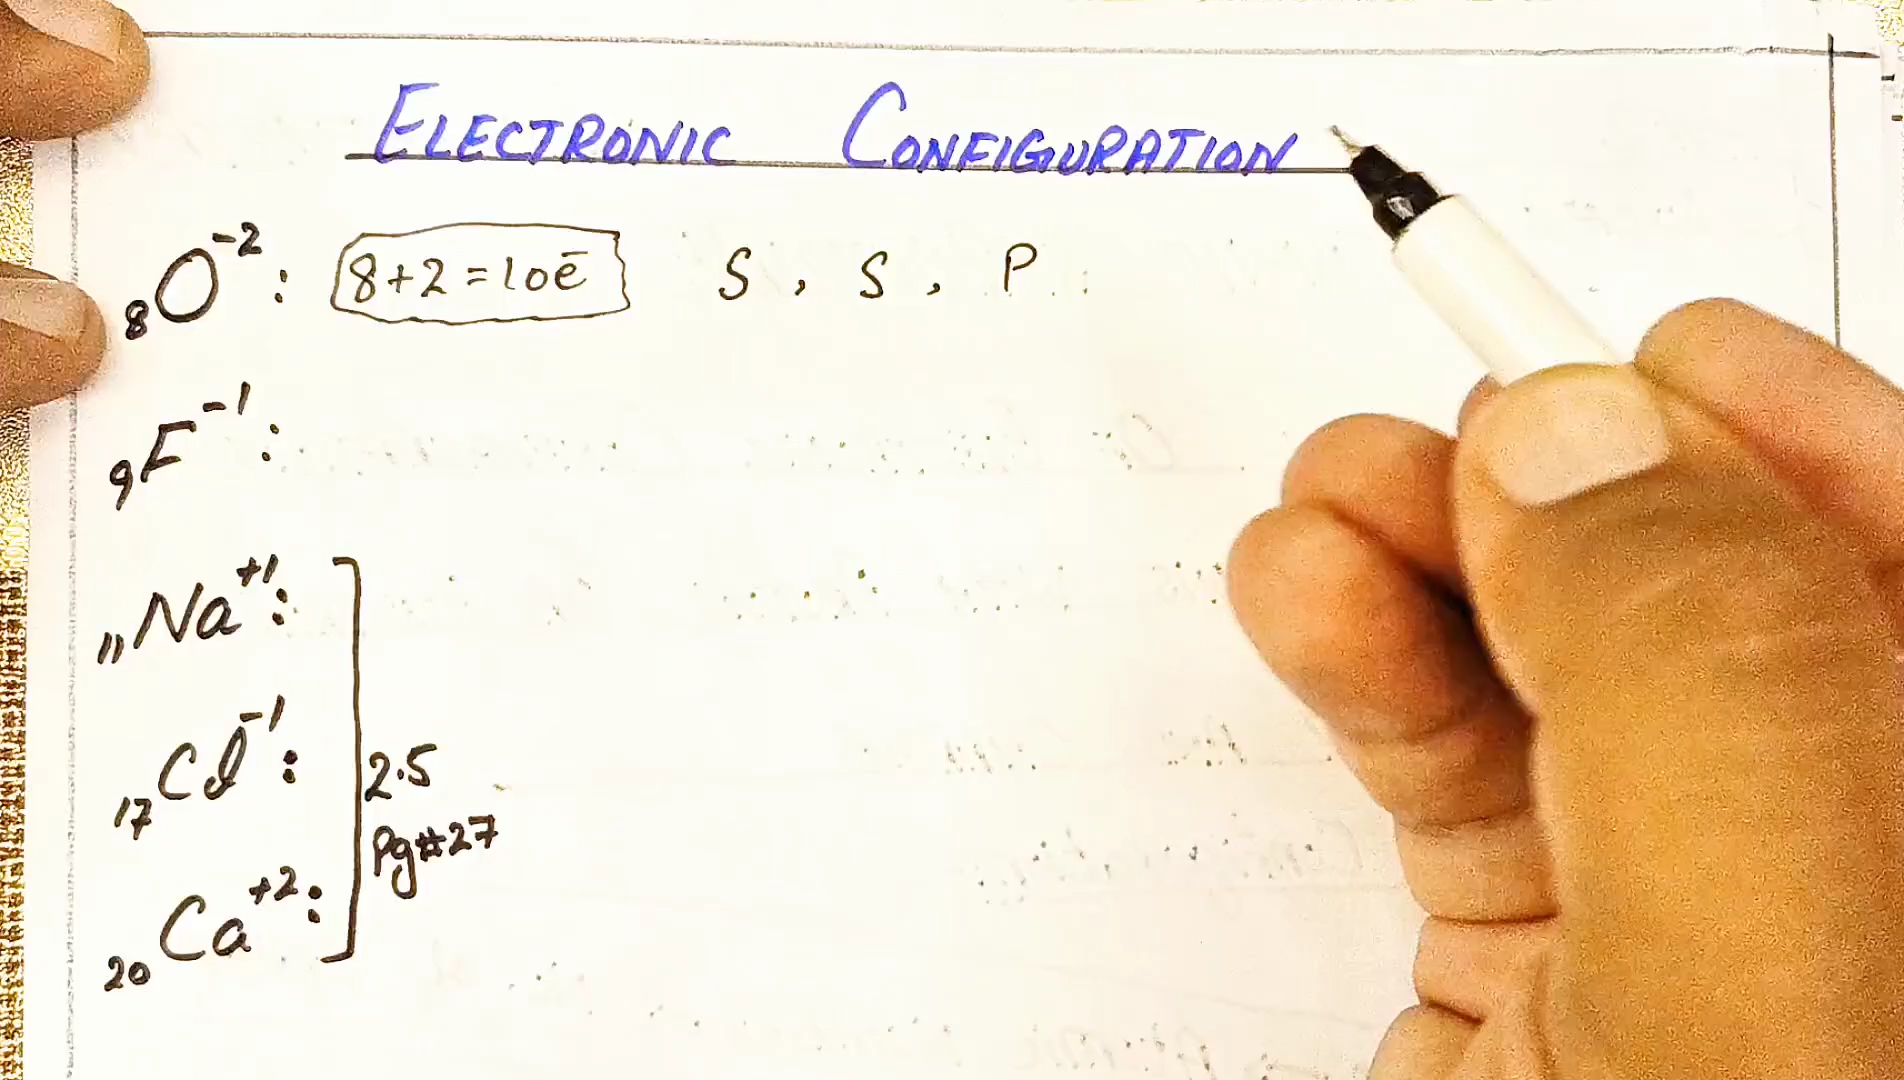 ELECTRONIC CONFIGURATION
₈O⁻²: 8+2=10ē S, S, P
₉F⁻¹:
₁₁Na⁺¹:
₁₇Cl⁻¹:
2.5
Pg#27
₂₀Ca⁺²: